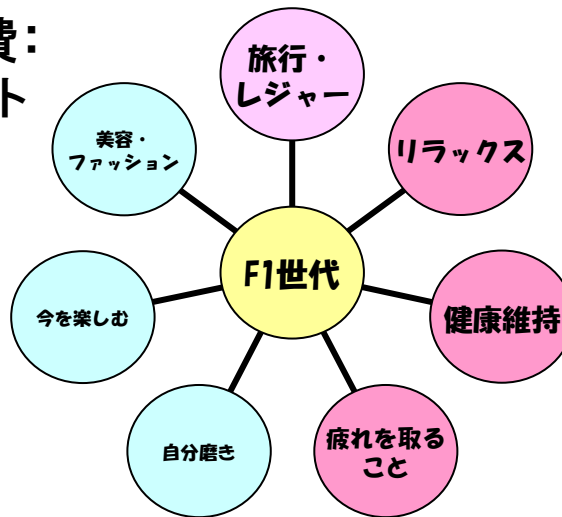 費：
ト
旅行・
レジャー
美容・
ファッション
リラックス
F1世代
今を楽しむ
健康維持
自分磨き
疲れを取る
こと